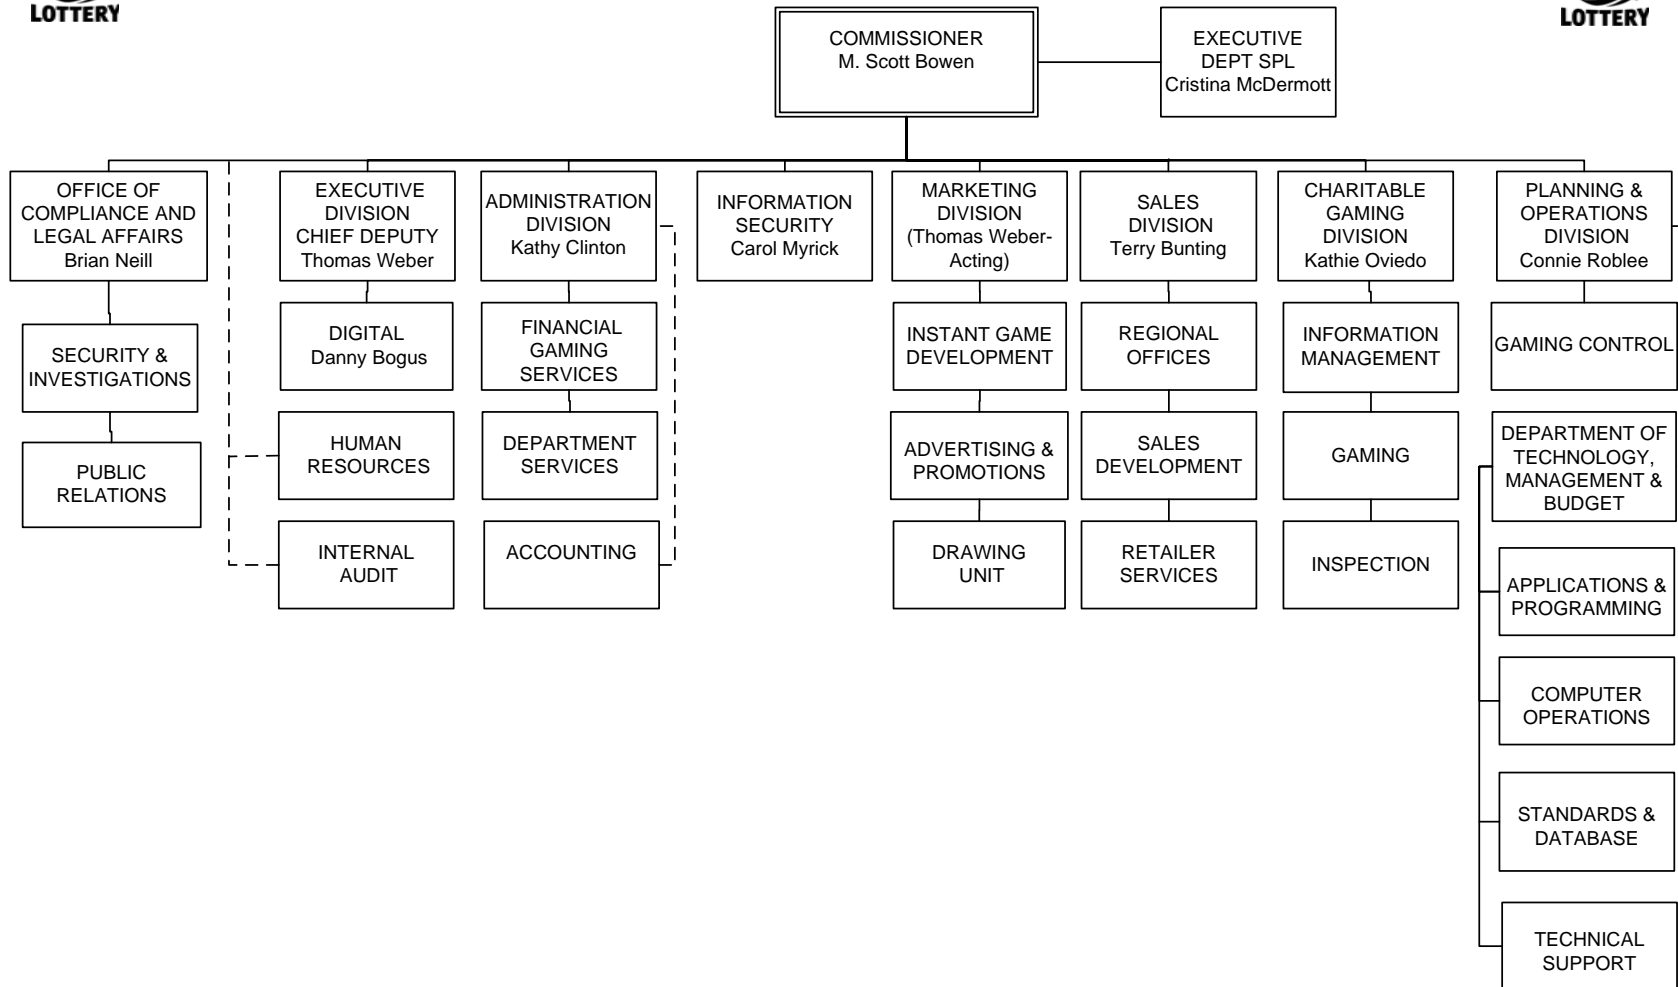 LOTTERY
LOTTERY
COMMISSIONER
M. Scott Bowen
EXECUTIVE
DEPT SPL
Cristina McDermott
OFFICE OF
COMPLIANCE AND
LEGAL AFFAIRS
Brian Neill
SECURITY &
INVESTIGATIONS
PUBLIC
RELATIONS
EXECUTIVE
DIVISION
CHIEF DEPUTY
Thomas Weber
DIGITAL
Danny Bogus
HUMAN
RESOURCES
INTERNAL
AUDIT
ADMINISTRATION
DIVISION
Kathy Clinton
FINANCIAL
GAMING
SERVICES
DEPARTMENT
SERVICES
ACCOUNTING
INFORMATION
SECURITY
Carol Myrick
MARKETING
DIVISION
(Thomas Weber-
Acting)
INSTANT GAME
DEVELOPMENT
ADVERTISING &
PROMOTIONS
DRAWING
UNIT
SALES
DIVISION
Terry Bunting
REGIONAL
OFFICES
SALES
DEVELOPMENT
RETAILER
SERVICES
CHARITABLE
GAMING
DIVISION
Kathie Oviedo
INFORMATION
MANAGEMENT
GAMING
INSPECTION
PLANNING &
OPERATIONS
DIVISION
Connie Roblee
GAMING CONTROL
DEPARTMENT OF
TECHNOLOGY,
MANAGEMENT &
BUDGET
APPLICATIONS &
PROGRAMMING
COMPUTER
OPERATIONS
STANDARDS &
DATABASE
TECHNICAL
SUPPORT